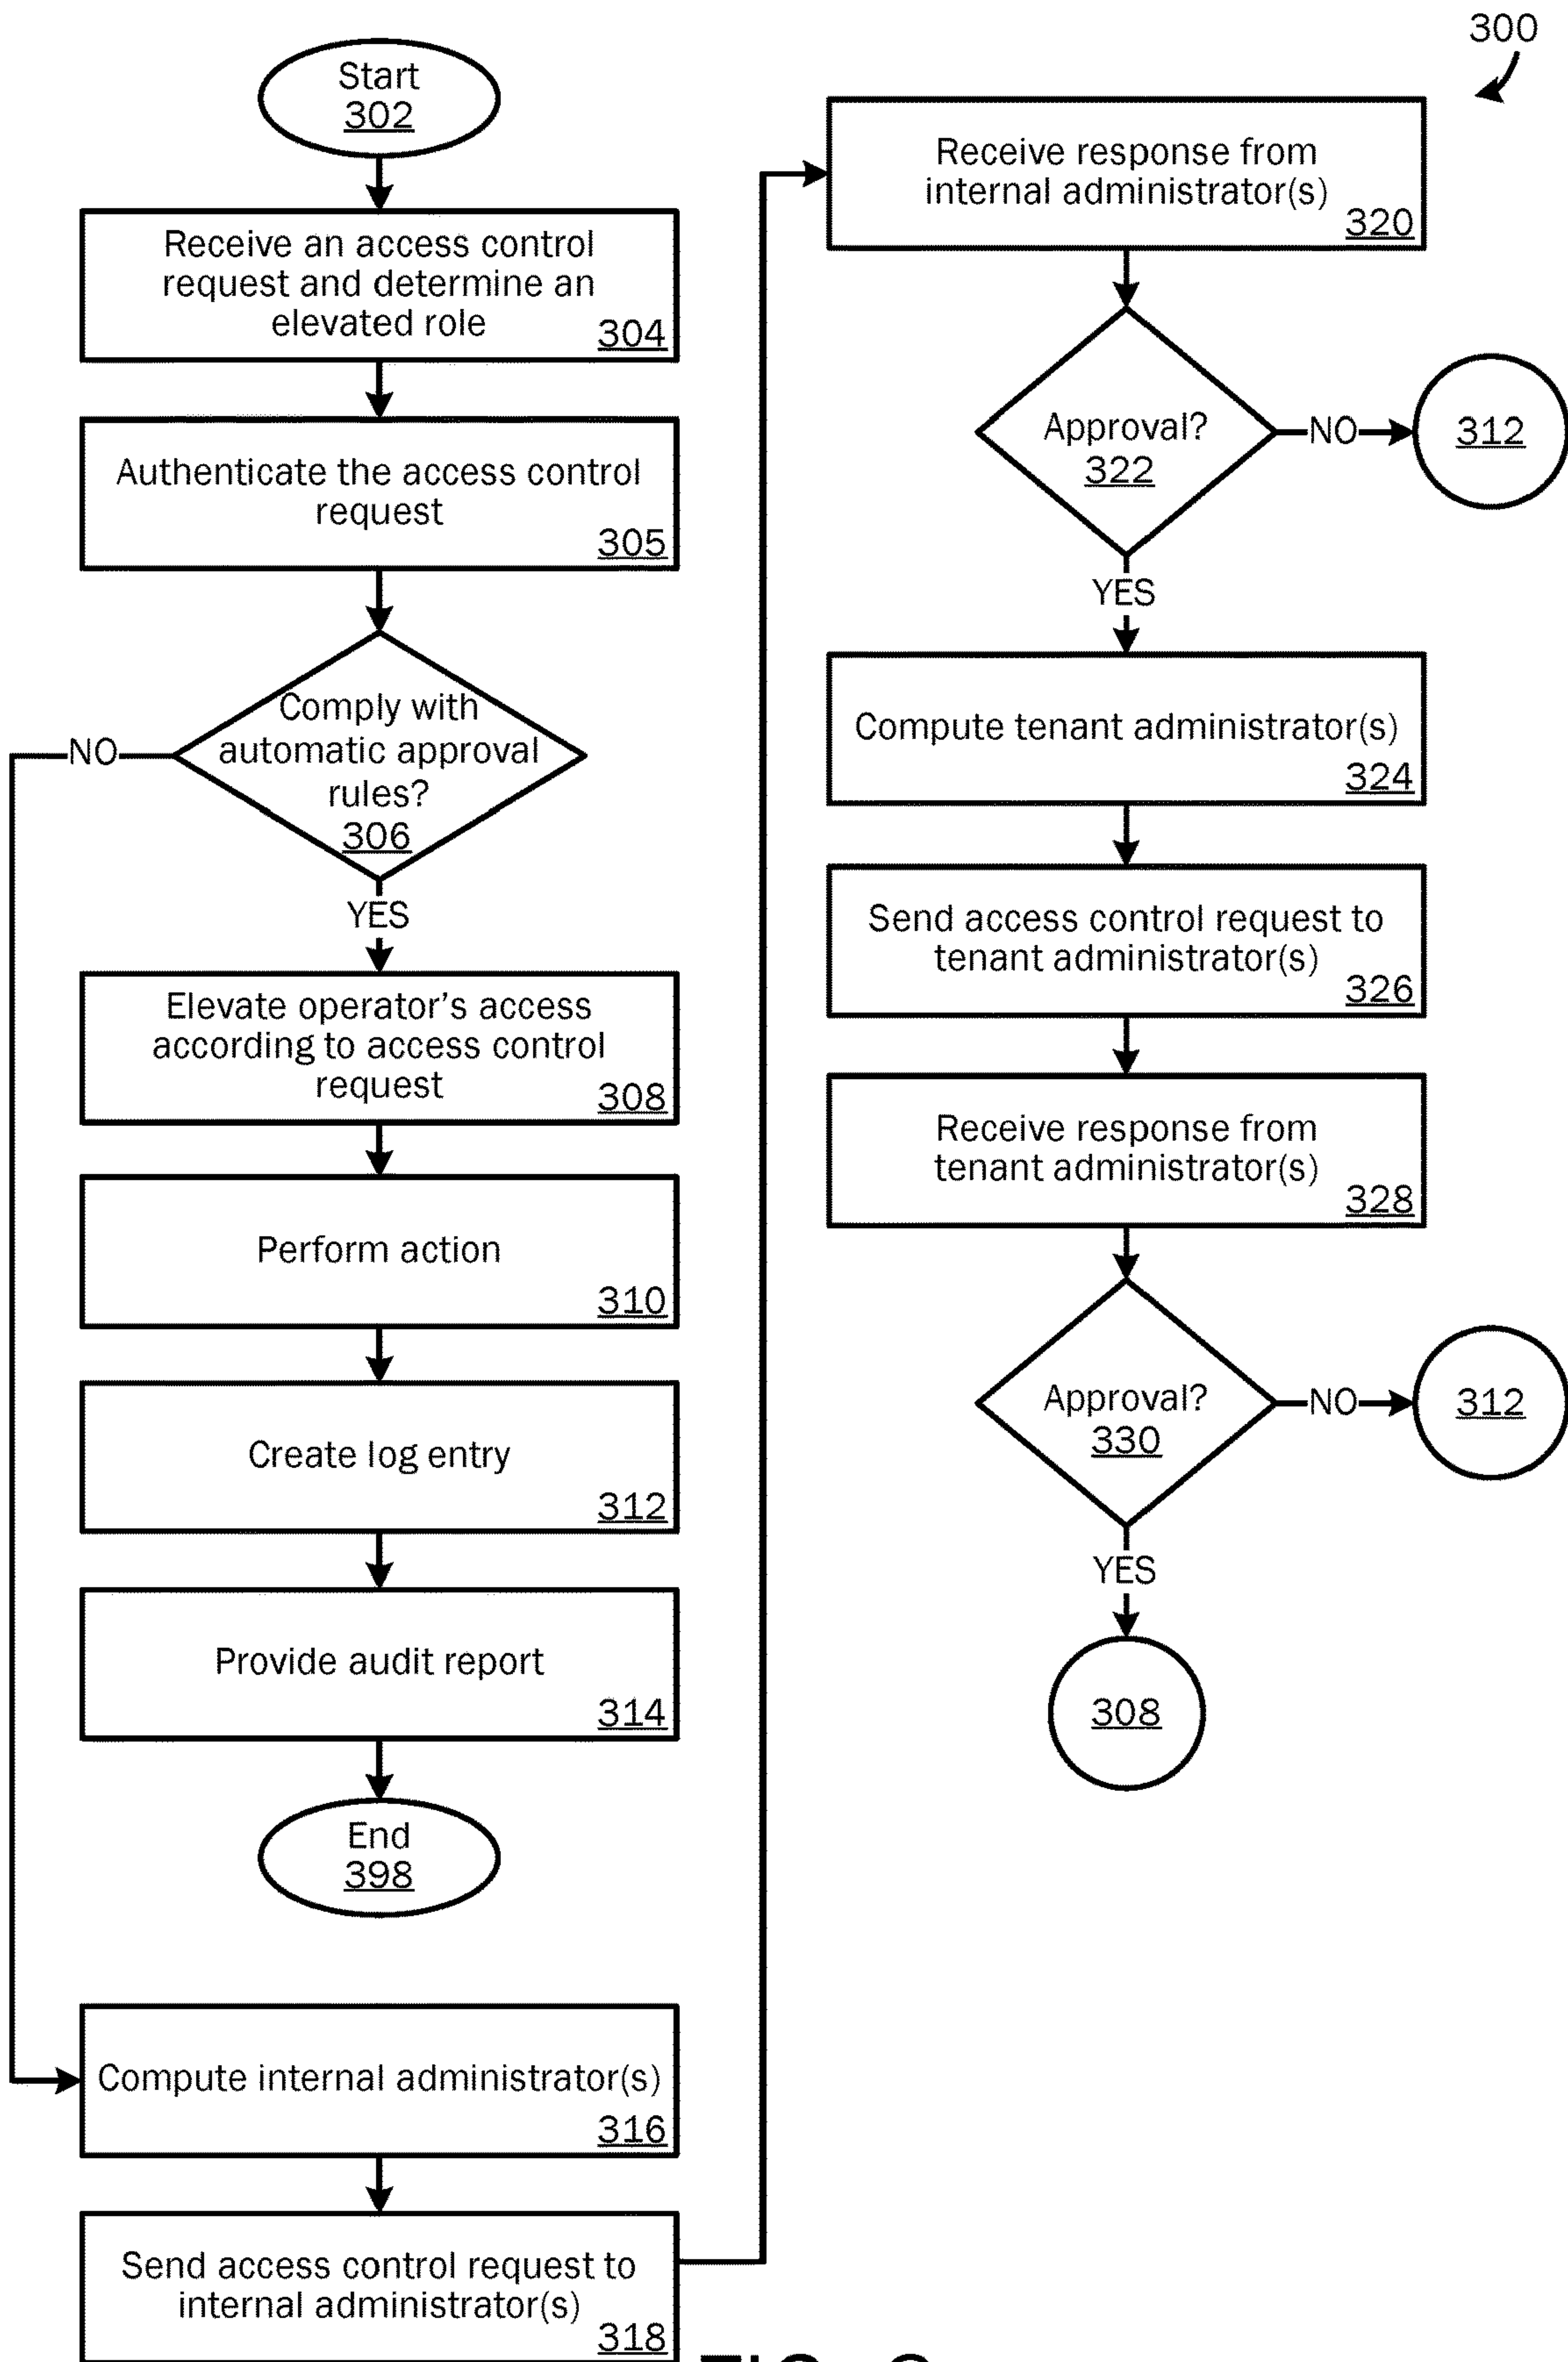 300
Start
302
Receive an access control
request and determine an
elevated role
304
Authenticate the access control
request
305
Comply with
automatic approval
rules?
306
NO
YES
Elevate operator's access
according to access control
request
308
Perform action
310
Create log entry
312
Provide audit report
314
End
398
Compute internal administrator(s)
316
Send access control request to
internal administrator(s)
318
Receive response from
internal administrator(s)
320
Approval?
322
NO
312
YES
Compute tenant administrator(s)
324
Send access control request to
tenant administrator(s)
326
Receive response from
tenant administrator(s)
328
Approval?
330
NO
312
YES
308